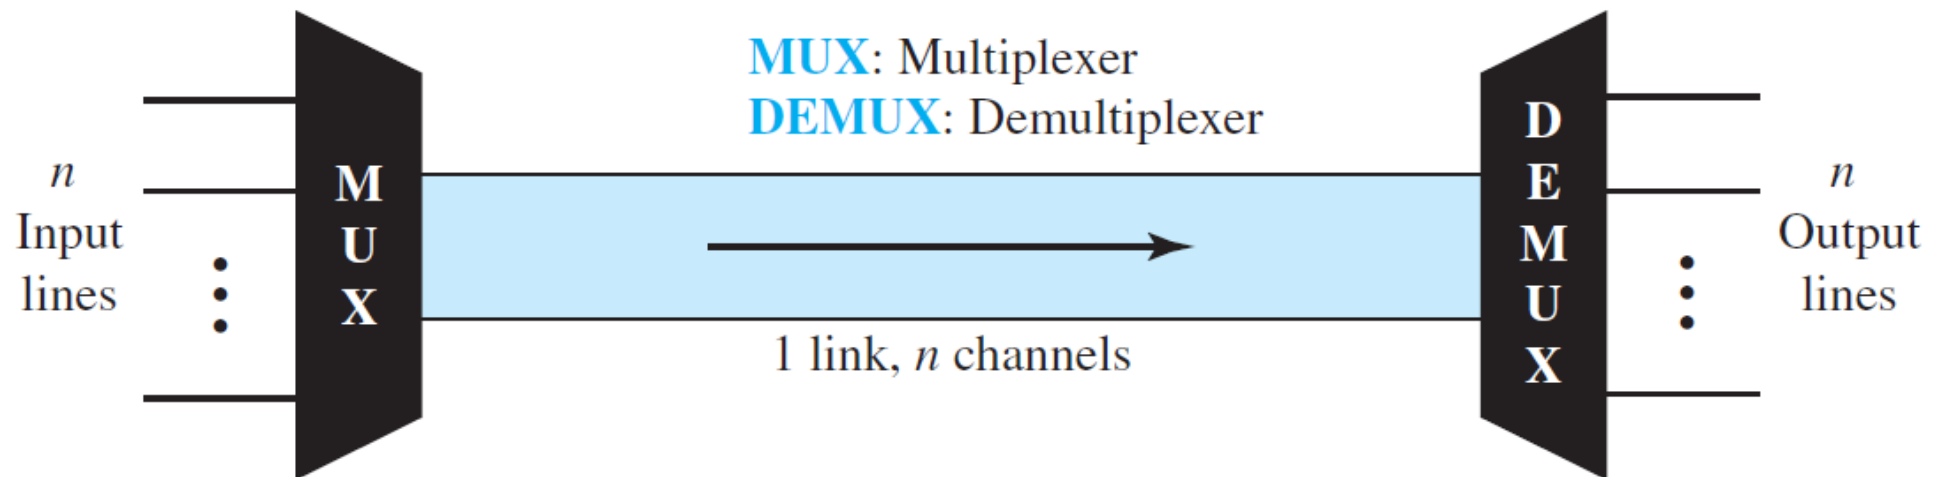 MUX: Multiplexer
DEMUX: Demultiplexer
n
Input
lines
M
U
X
1 link, n channels
D
E
M
U
X
n
Output
lines